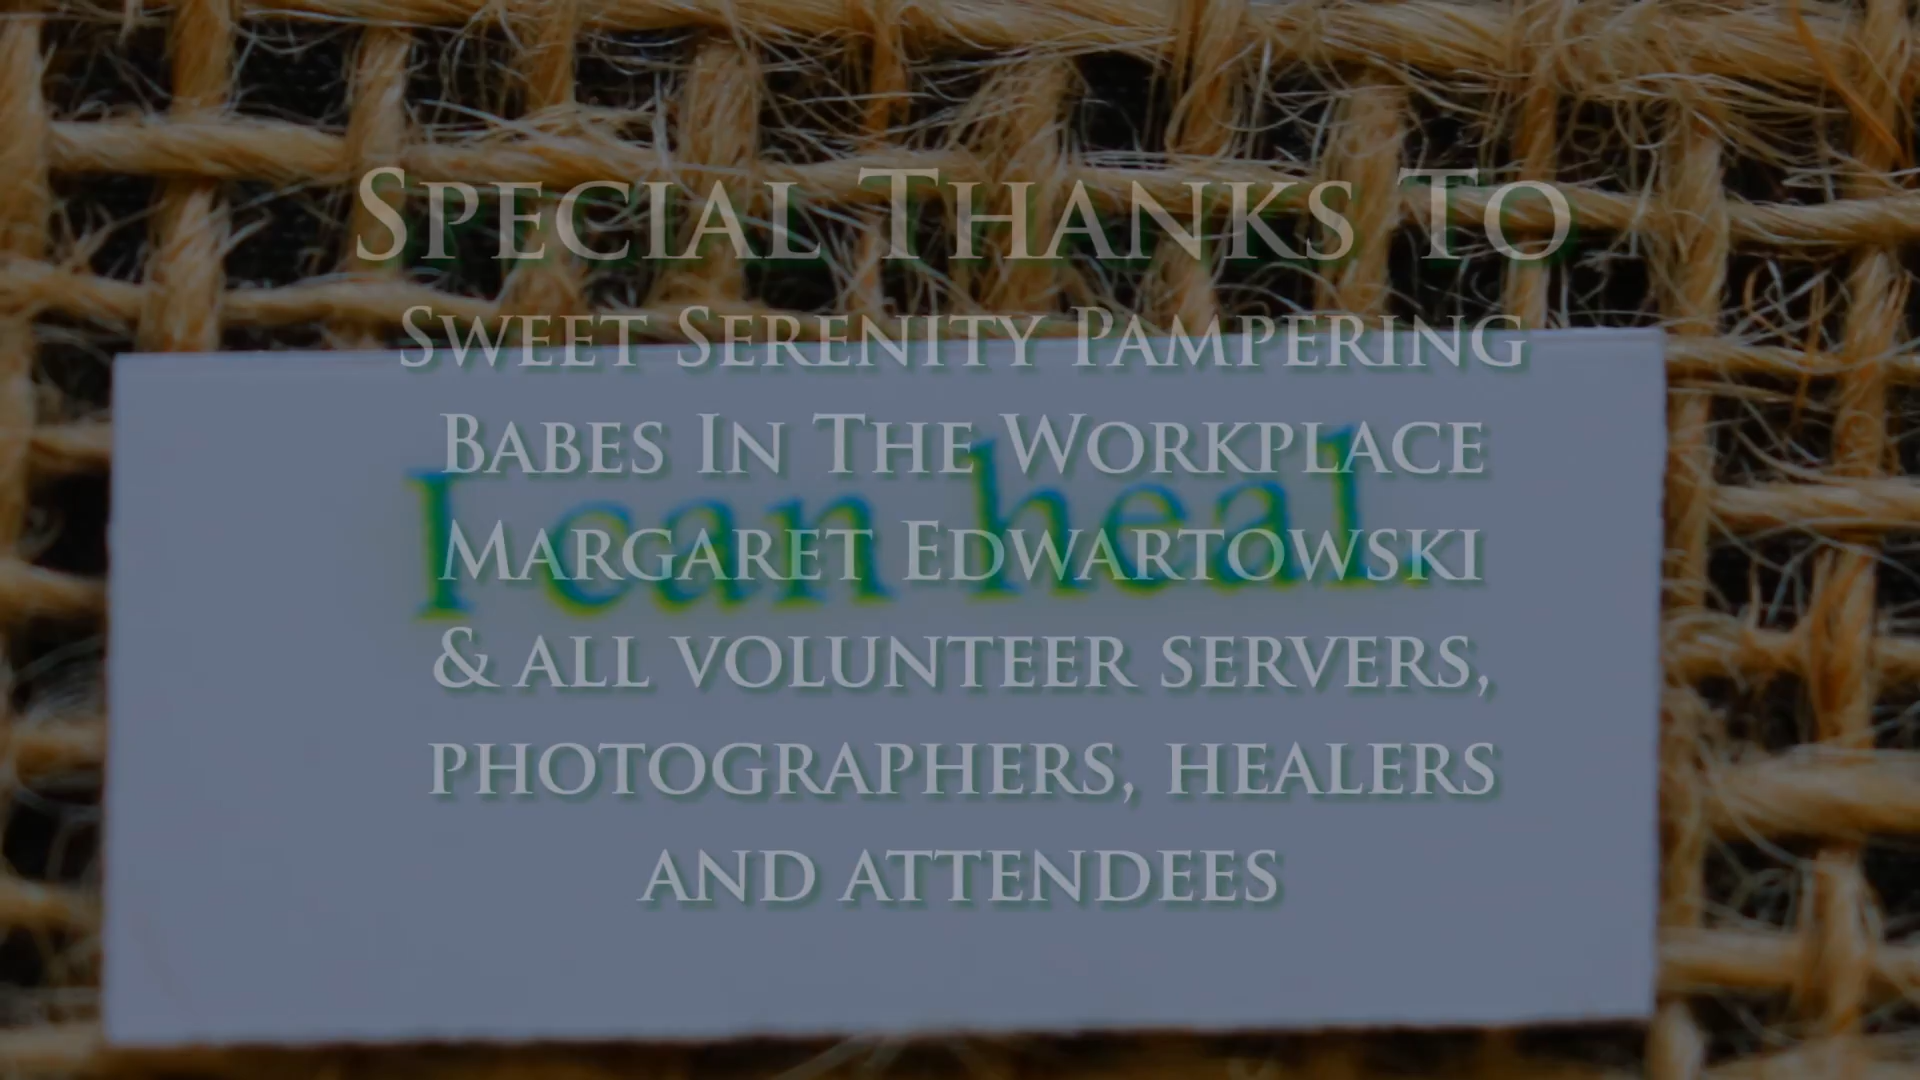 Special Thanks To
Sweet Serenity Pampering
Babes In The Workplace
Margaret Edwartowski
& all volunteer servers,
photographers, healers
and attendees
I can heal.